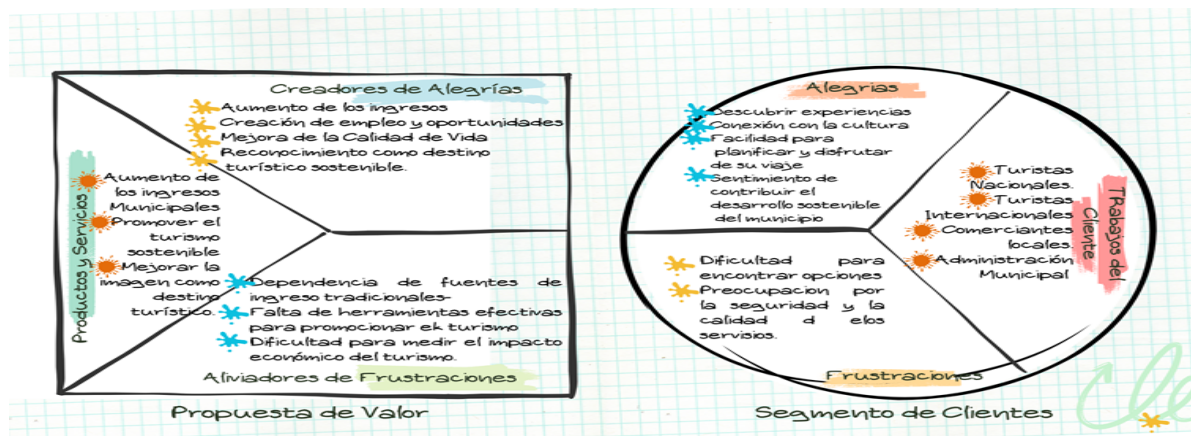 Creadores de Alegrías
Aumento de los ingresos
Creación de empleo y oportunidades
Mejora de la Calidad de Vida
Reconocimiento como destino
turístico sostenible.
Productos y Servicios
Aumento de
los ingresos
Municipales
Promover el
turismo
sostenible
Mejorar la
imagen como
destino
turístico.
Dependencia de fuentes de
ingreso tradicionales-
Falta de herramientas efectivas
para promocionar ek turismo
Dificultad para medir el impacto
económico del turismo.
Aliviadores de Frustraciones
Propuesta de Valor
Alegrias
Descubrir experiencias
Conexión con la cultura
Facilidad para
planificar y disfrutar
de su viaje
Sentimiento de
contribuir el
desarrollo sostenible
del municipio
Turistas
Nacionales.
Turistas
Internacionales
Comerciantes
locales.
Administración
Municipal
TRabajos del
Cliente
Dificultad para
encontrar opciones
Preocupacion por
la seguridad y la
calidad d elos
servisios.
Frustraciones
Segmento de Clientes
Cle